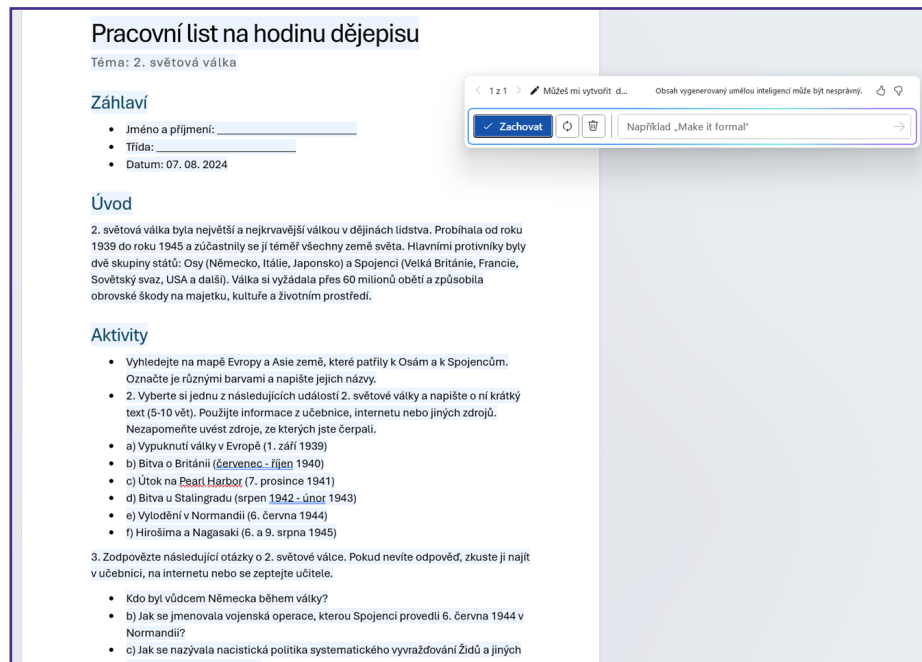 Pracovní list na hodinu dějepisu
Téma: 2. světová válka
1 z 1
Můžeš mi vytvořit d...
Obsah vygenerovaný umělou inteligencí může být nesprávný.
Zachovat
Například „Make it formal“
Záhlaví
Jméno a příjmení: ______________________
Třída: ______________________
Datum: 07. 08. 2024
Úvod
2. světová válka byla největší a nejkrvavější válkou v dějinách lidstva. Probíhala od roku
1939 do roku 1945 a zúčastnily se jí téměř všechny země světa. Hlavními protivníky byly
dvě skupiny států: Osy (Německo, Itálie, Japonsko) a Spojenci (Velká Británie, Francie,
Sovětský svaz, USA a další). Válka si vyžádala přes 60 milionů obětí a způsobila
obrovské škody na majetku, kultuře a životním prostředí.
Aktivity
Vyhledejte na mapě Evropy a Asie země, které patřily k Osám a k Spojencům.
Označte je různými barvami a napište jejich názvy.
2. Vyberte si jednu z následujících událostí 2. světové války a napište o ní krátký
text (5-10 vět). Použijte informace z učebnice, internetu nebo jiných zdrojů.
Nezapomeňte uvést zdroje, ze kterých jste čerpali.
a) Vypuknutí války v Evropě (1. září 1939)
b) Bitva o Británii (červenec - říjen 1940)
c) Útok na Pearl Harbor (7. prosince 1941)
d) Bitva u Stalingradu (srpen 1942 - únor 1943)
e) Vylodění v Normandii (6. června 1944)
f) Hirošima a Nagasaki (6. a 9. srpna 1945)
3. Zodpovězte následující otázky o 2. světové válce. Pokud nevíte odpověď, zkuste ji najít
v učebnici, na internetu nebo se zeptejte učitele.
Kdo byl vůdcem Německa během války?
b) Jak se jmenovala vojenská operace, kterou Spojenci provedli 6. června 1944 v
Normandii?
c) Jak se nazývala nacistická politika systematického vyvražďování Židů a jiných